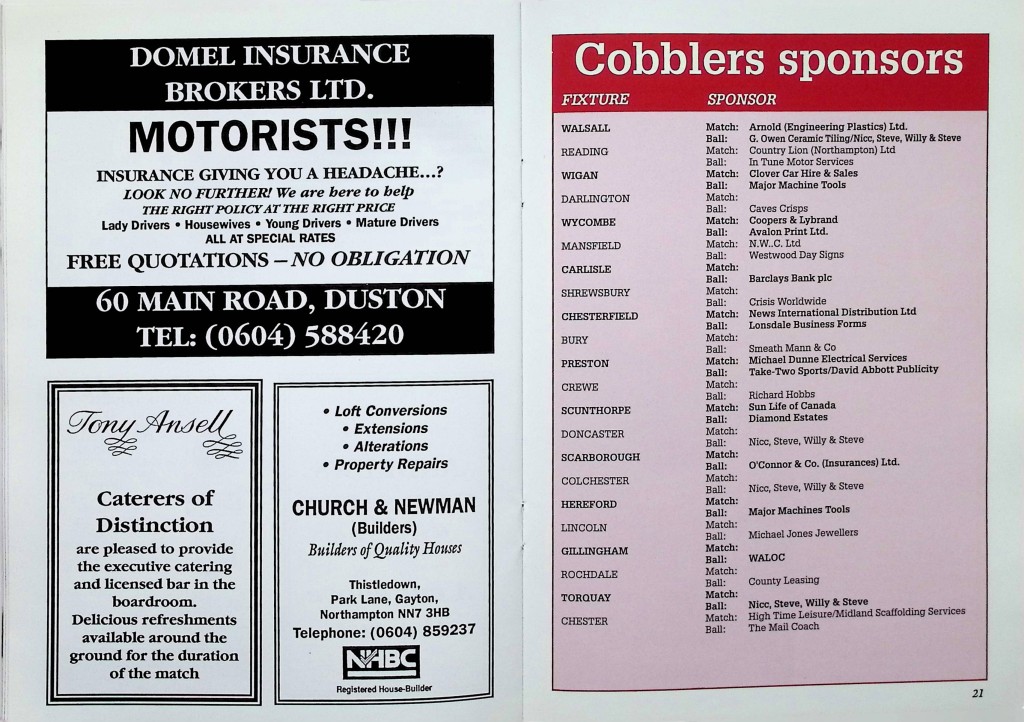 DOMEL INSURANCE
BROKERS LTD.
MOTORISTS!!!
INSURANCE GIVING YOU A HEADACHE...?
LOOK NO FURTHER! We are here to help
THE RIGHT POLICY AT THE RIGHT PRICE
Lady Drivers • Housewives • Young Drivers • Mature Drivers
ALL AT SPECIAL RATES
FREE QUOTATIONS – NO OBLIGATION
60 MAIN ROAD, DUSTON
TEL: (0604) 588420
Tony Ansell
Caterers of
Distinction
are pleased to provide
the executive catering
and licensed bar in the
boardroom.
Delicious refreshments
available around the
ground for the duration
of the match
• Loft Conversions
• Extensions
• Alterations
• Property Repairs
CHURCH & NEWMAN
(Builders)
Builders of Quality Houses
Thistledown,
Park Lane, Gayton,
Northampton NN7 3HB
Telephone: (0604) 859237
NHBC
Registered House-Builder
Cobblers sponsors
FIXTURE SPONSOR
WALSALL Match: Arnold (Engineering Plastics) Ltd.
Ball: G. Owen Ceramic Tiling/Nicc, Steve, Willy & Steve
READING Match: Country Lion (Northampton) Ltd
Ball: In Tune Motor Services
WIGAN Match: Clover Car Hire & Sales
Ball: Major Machine Tools
DARLINGTON Match:
Ball: Caves Crisps
WYCOMBE Match: Coopers & Lybrand
Ball: Avalon Print Ltd.
MANSFIELD Match: N.W..C. Ltd
Ball: Westwood Day Signs
CARLISLE Match:
Ball: Barclays Bank plc
SHREWSBURY Match:
Ball: Crisis Worldwide
CHESTERFIELD Match: News International Distribution Ltd
Ball: Lonsdale Business Forms
BURY Match:
Ball: Smeath Mann & Co
PRESTON Match: Michael Dunne Electrical Services
Ball: Take-Two Sports/David Abbott Publicity
CREWE Match:
Ball: Richard Hobbs
SCUNTHORPE Match: Sun Life of Canada
Ball: Diamond Estates
DONCASTER Match:
Ball: Nicc, Steve, Willy & Steve
SCARBOROUGH Match:
Ball: O'Connor & Co. (Insurances) Ltd.
COLCHESTER Match:
Ball: Nicc, Steve, Willy & Steve
HEREFORD Match:
Ball: Major Machines Tools
LINCOLN Match:
Ball: Michael Jones Jewellers
GILLINGHAM Match:
Ball: WALOC
ROCHDALE Match:
Ball: County Leasing
TORQUAY Match:
Ball: Nicc, Steve, Willy & Steve
CHESTER Match: High Time Leisure/Midland Scaffolding Services
Ball: The Mail Coach
21